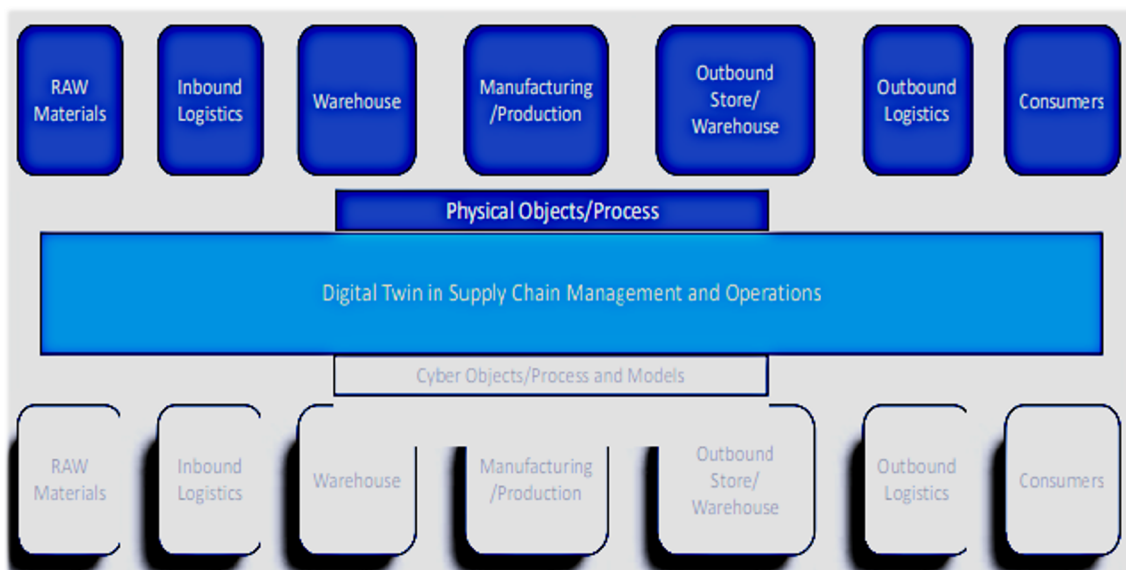 RAW
Materials
Inbound
Logistics
Warehouse
Manufacturing
/Production
Outbound
Store/
Warehouse
Outbound
Logistics
Consumers
Physical Objects/Process
Digital Twin in Supply Chain Management and Operations
Cyber Objects/Process and Models
RAW
Materials
Inbound
Logistics
Warehouse
Manufacturing
/Production
Outbound
Store/
Warehouse
Outbound
Logistics
Consumers